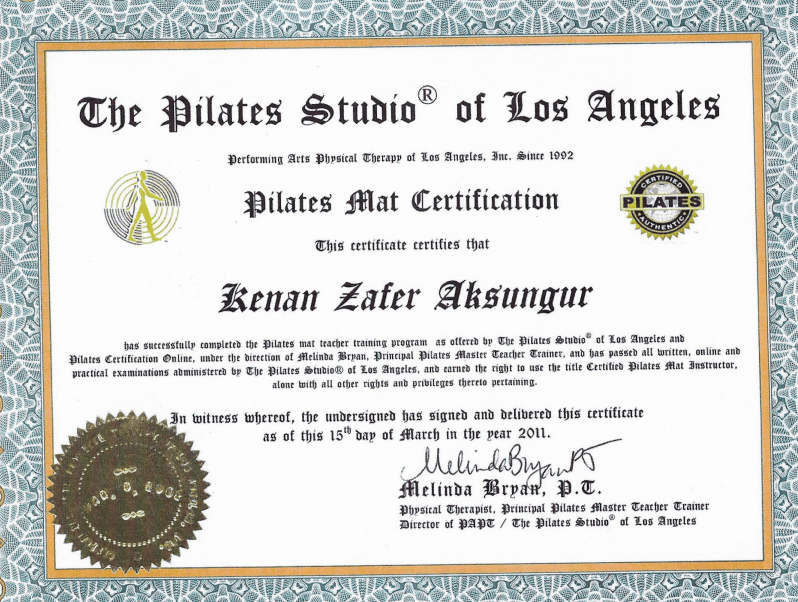 The Pilates Studio® of Los Angeles
Performing Arts Physical Therapy of Los Angeles, Inc. Since 1992
Pilates Mat Certification
CERTIFIED
PILATES
AUTHENTIC
This certificate certifies that
Kenan Zafer Aksungur
has successfully completed the Pilates mat teacher training program as offered by The Pilates Studio® of Los Angeles and
Pilates Certification Online, under the direction of Melinda Bryan, Principal Pilates Master Teacher Trainer, and has passed all written, online and
practical examinations administered by The Pilates Studio® of Los Angeles, and earned the right to use the title Certified Pilates Mat Instructor,
alone with all other rights and privileges thereto pertaining.
In witness whereof, the undersigned has signed and delivered this certificate
as of this 15th day of March in the year 2011.
Melinda Bryan PT
Melinda Bryan, P.T.
Physical Therapist, Principal Pilates Master Teacher Trainer
Director of PAPT / The Pilates Studio® of Los Angeles